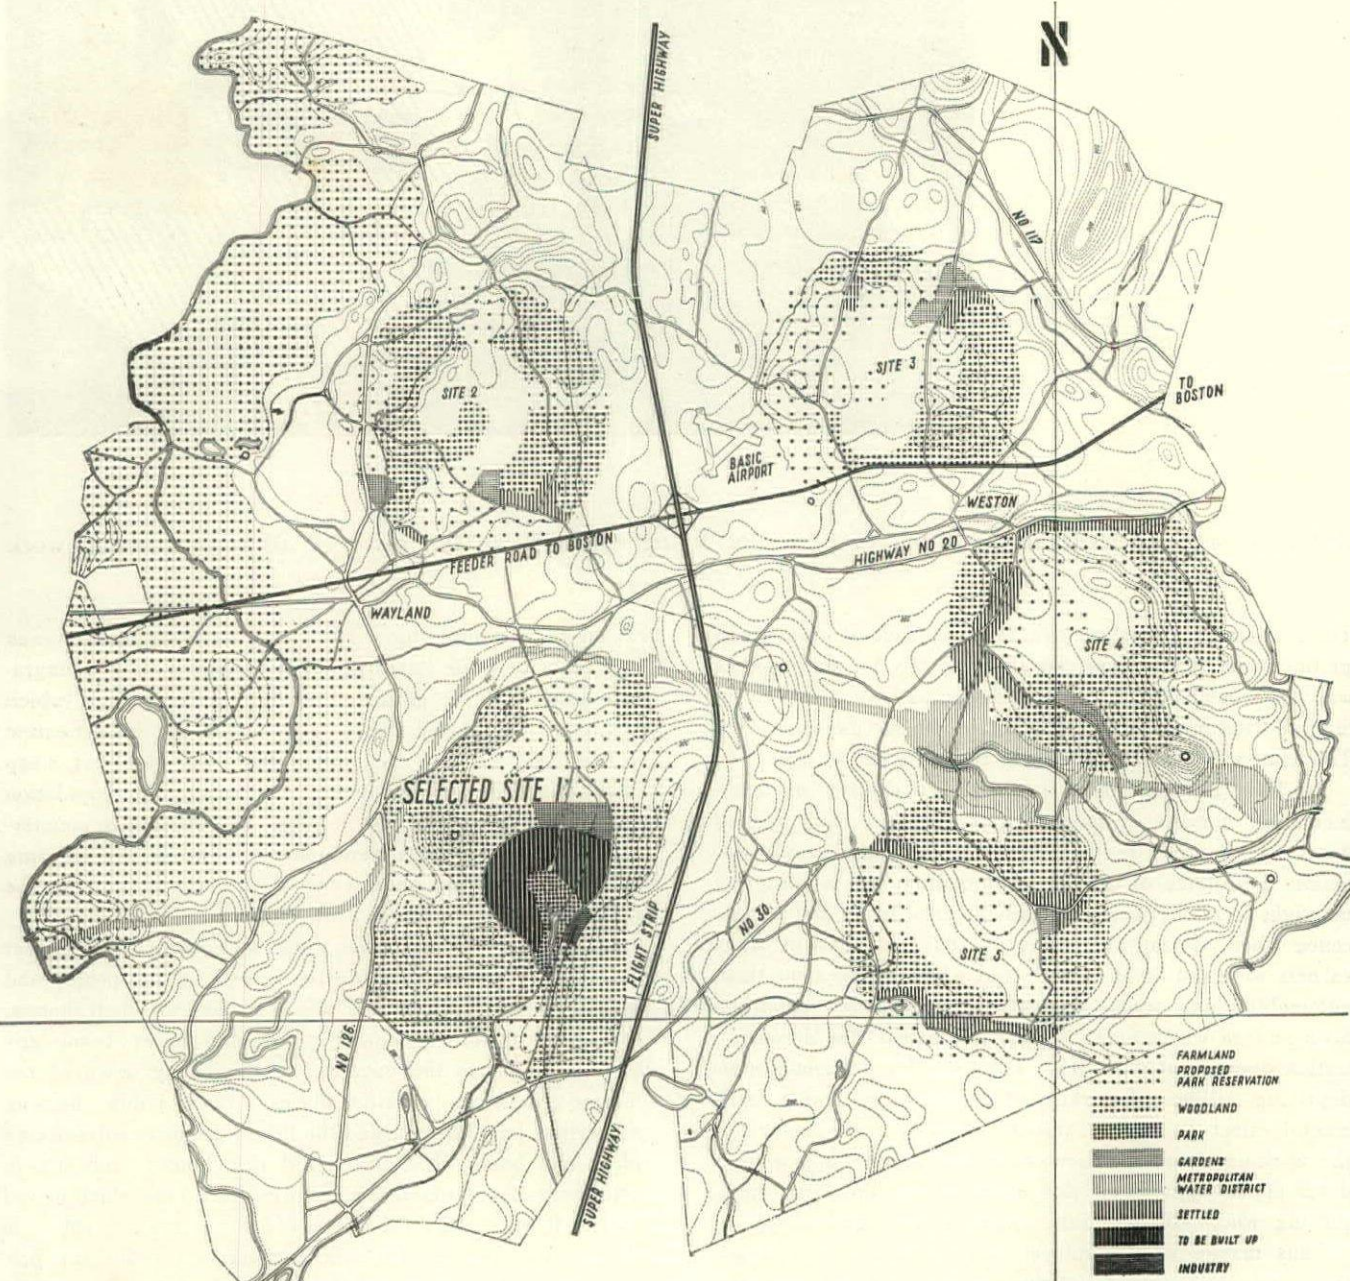 N
SUPER HIGHWAY
NO 117
SITE 3
SITE 2
TO
BOSTON
BASIC
AIRPORT
WESTON
FEEDER ROAD TO BOSTON
HIGHWAY NO 20
WAYLAND
SITE 4
SELECTED SITE 1
NO 30
FLIGHT STRIP
SITE 5
NO 126
SUPER HIGHWAY
FARMLAND
PROPOSED
PARK RESERVATION
WOODLAND
PARK
GARDENS
METROPOLITAN
WATER DISTRICT
SETTLED
TO BE BUILT UP
INDUSTRY